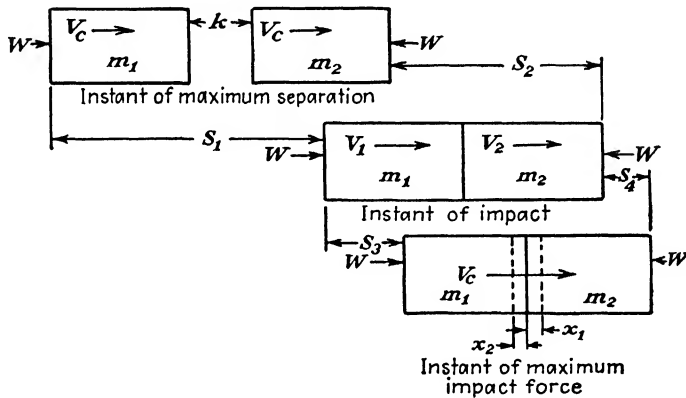 V_c k V_c
W W
m_1 m_2 S_2
Instant of maximum separation
S_1 V_1 V_2
W W
m_1 m_2 S_4
Instant of impact
S_3
W W
V_c
m_1 m_2
x_1
x_2
Instant of maximum
impact force